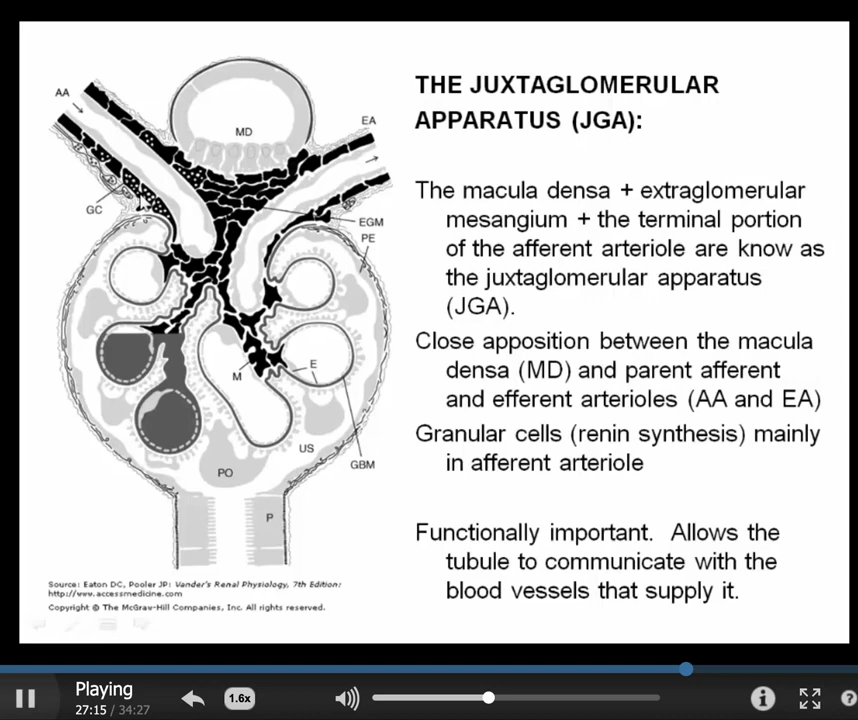 THE JUXTAGLOMERULAR
APPARATUS (JGA):
AA
MD
EA
GC
EGM
PE
The macula densa + extraglomerular
mesangium + the terminal portion
of the afferent arteriole are know as
the juxtaglomerular apparatus
(JGA).
Close apposition between the macula
densa (MD) and parent afferent
and efferent arterioles (AA and EA)
Granular cells (renin synthesis) mainly
in afferent arteriole
M
E
US
PO
GBM
P
Functionally important.  Allows the
tubule to communicate with the
blood vessels that supply it.
Source: Eaton DC, Pooler JP: Vander's Renal Physiology, 7th Edition:
http://www.accessmedicine.com
Copyright © The McGraw-Hill Companies, Inc. All rights reserved.
Playing
27:15 / 34:27
1.6x
i
?